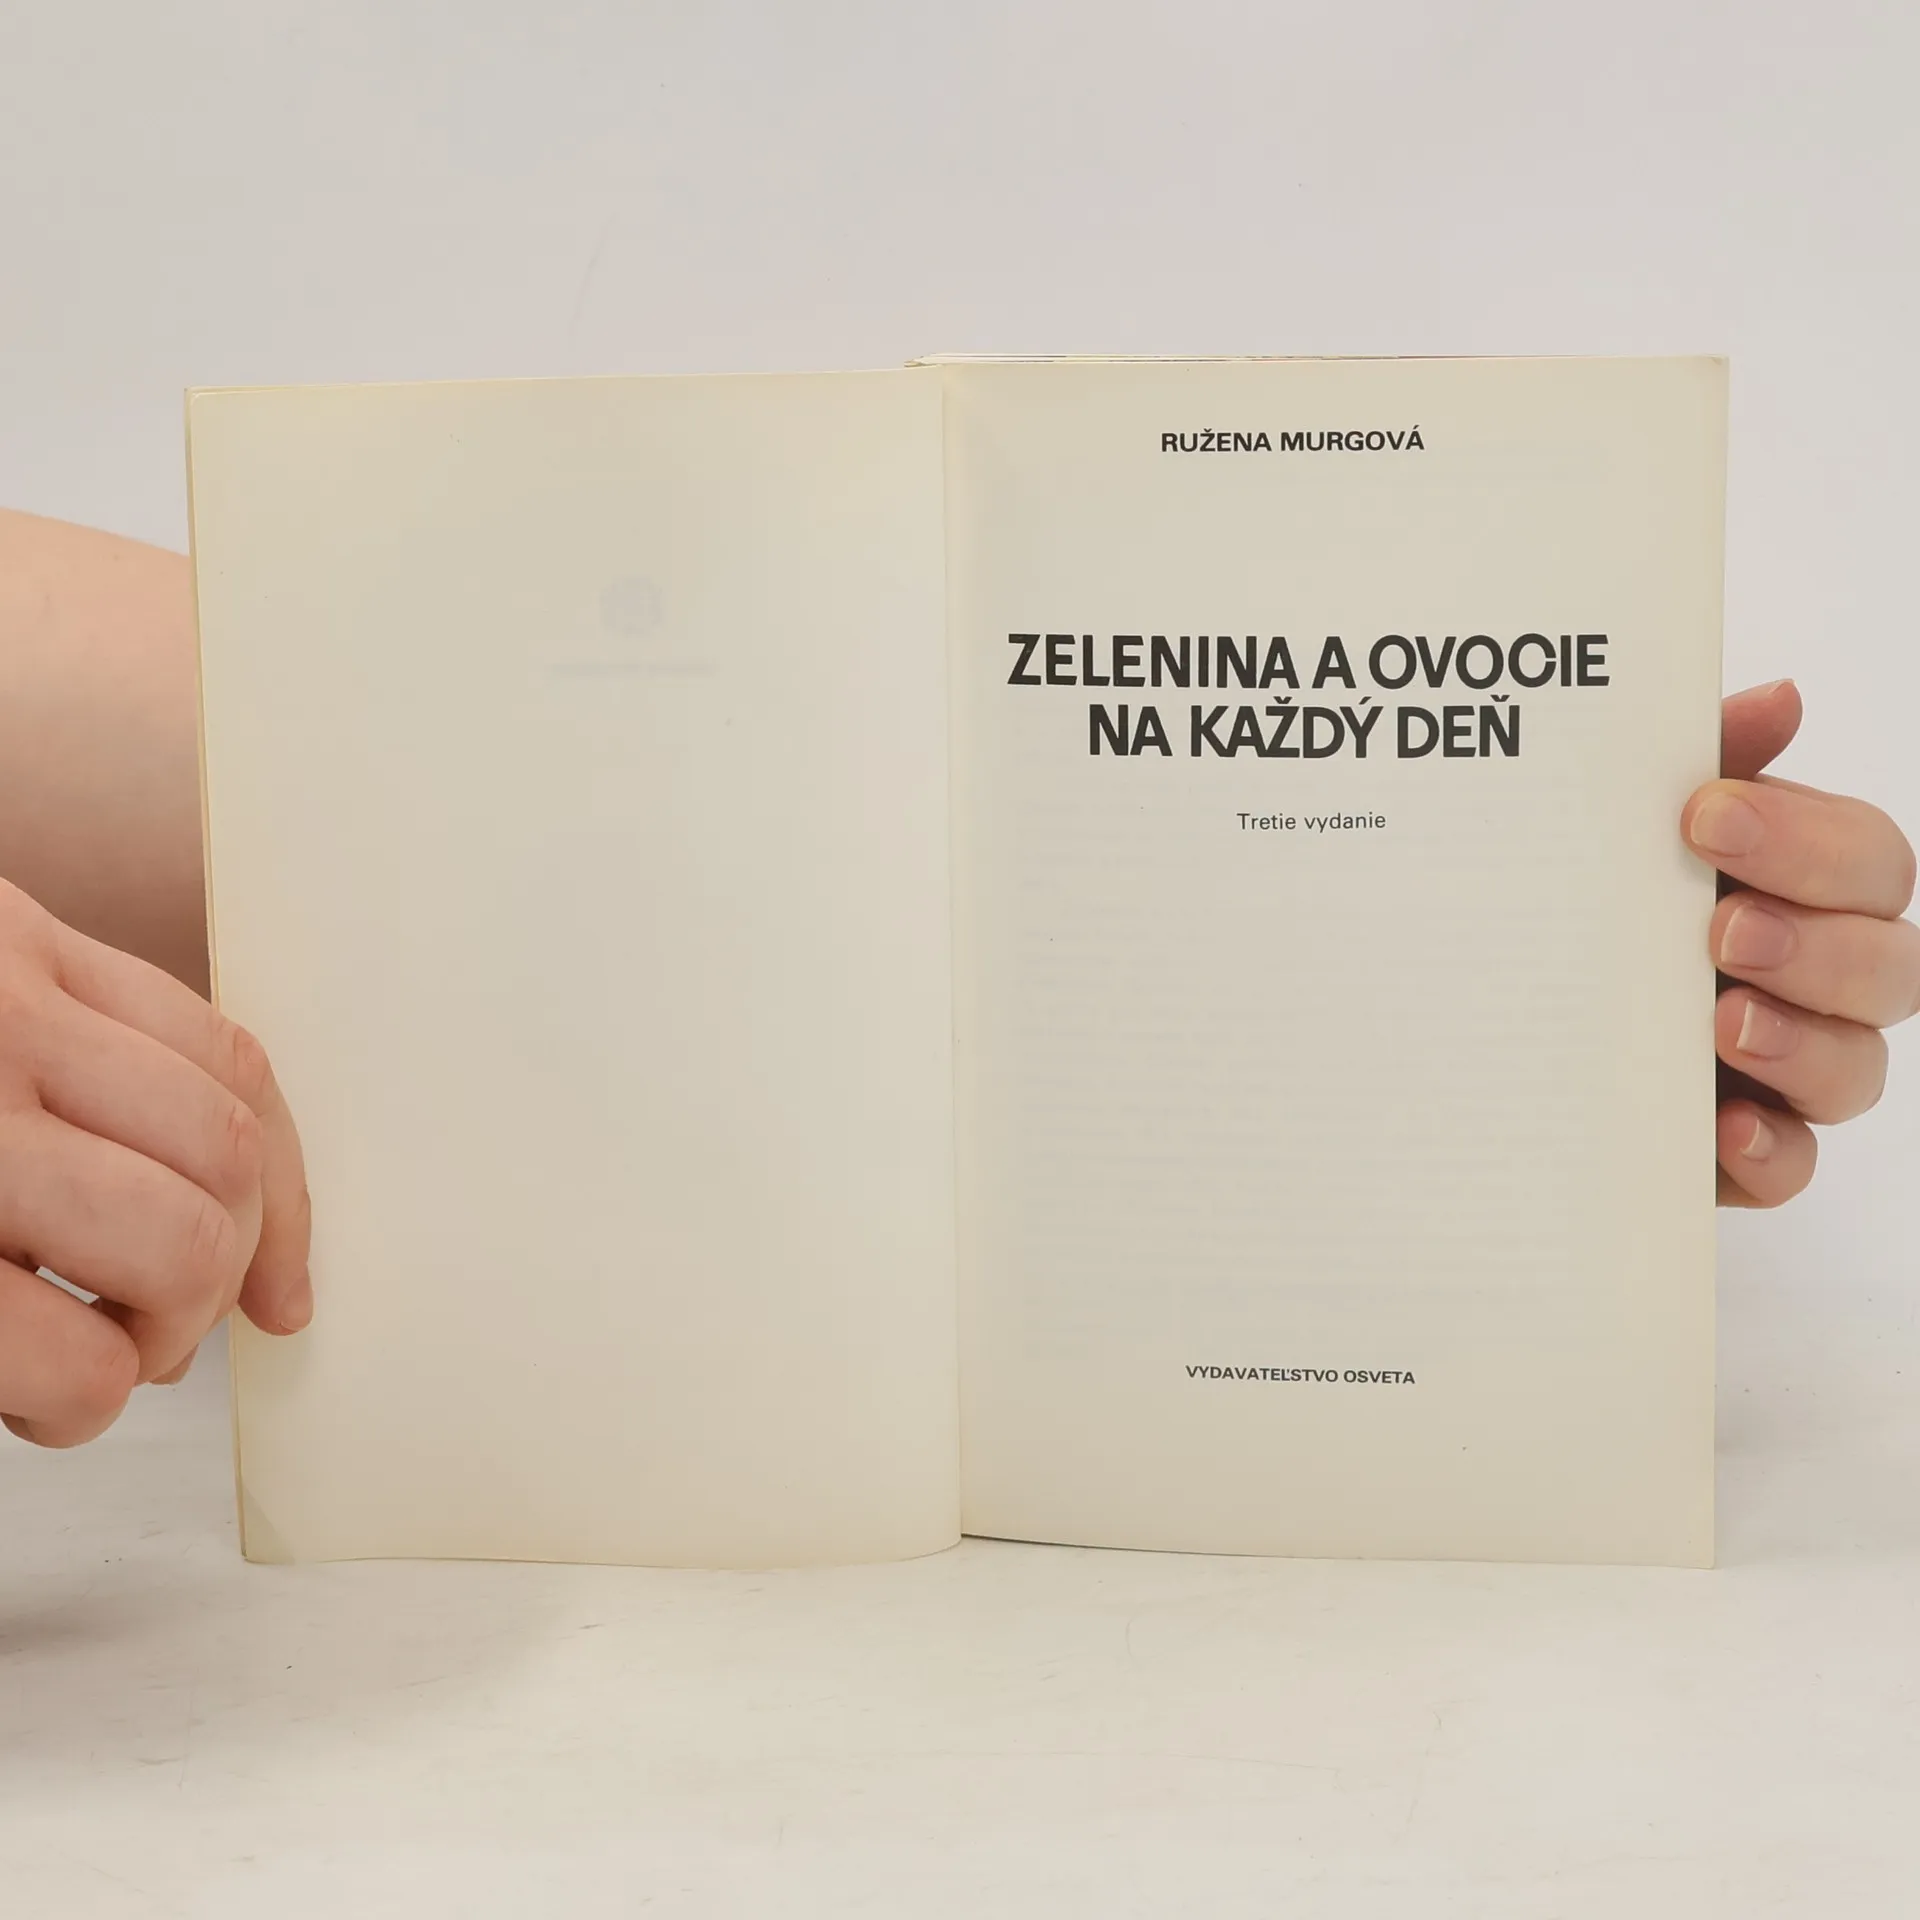 RUŽENA MURGOVÁ
ZELENINA A OVOCIE
NA KAŽDÝ DEŇ
Tretie vydanie
VYDAVATEĽSTVO OSVETA